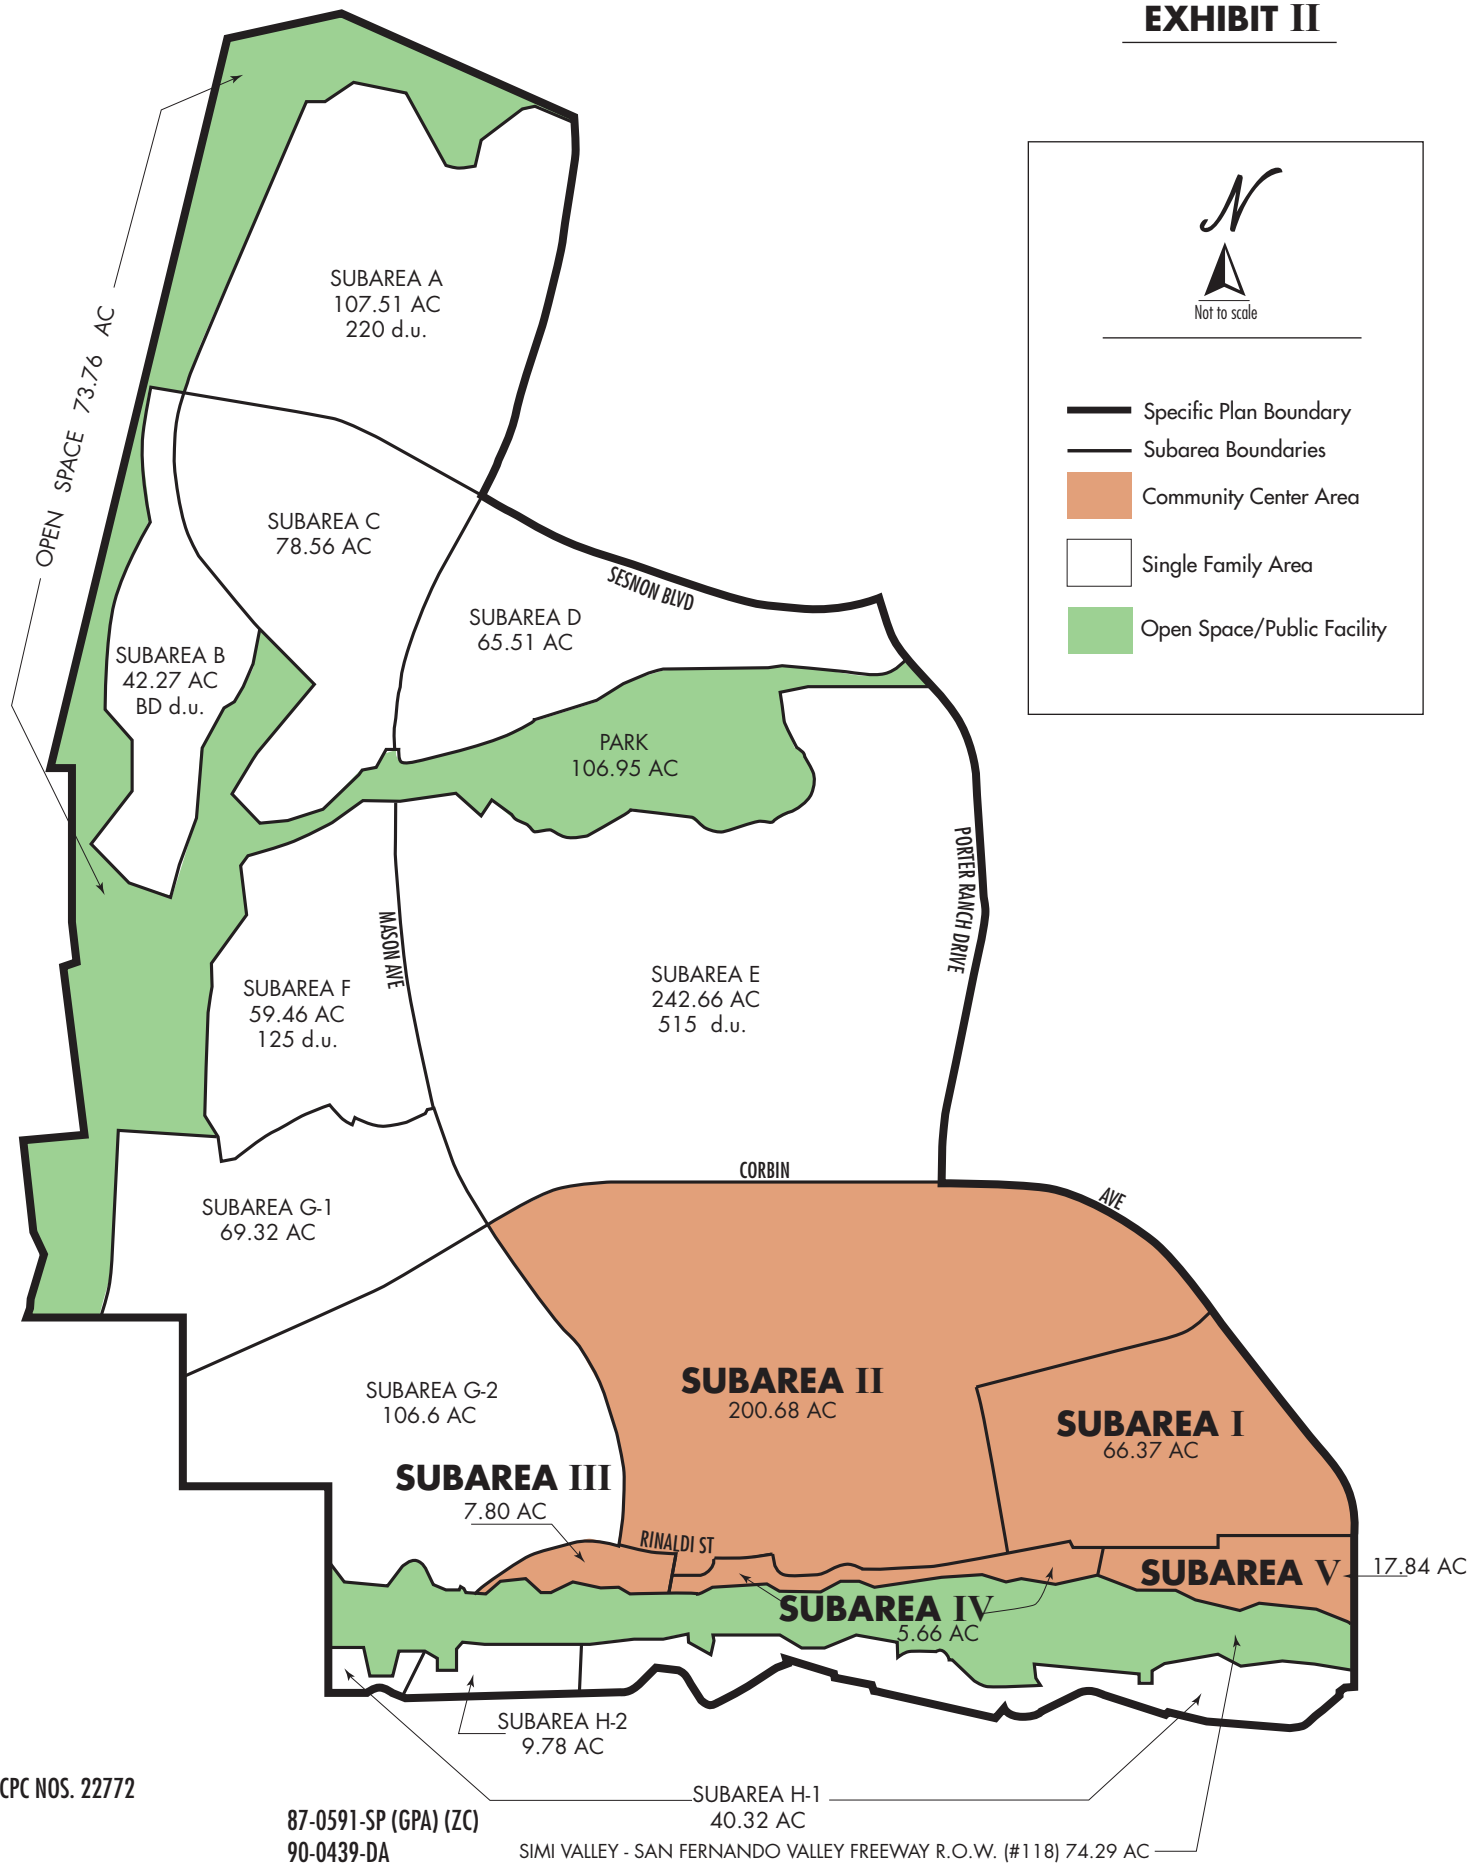 EXHIBIT II
N
Not to scale
Specific Plan Boundary
Subarea Boundaries
Community Center Area
Single Family Area
Open Space/Public Facility
OPEN SPACE 73.76 AC
SUBAREA A
107.51 AC
220 d.u.
SUBAREA C
78.56 AC
SESNON BLVD
SUBAREA D
65.51 AC
SUBAREA B
42.27 AC
BD d.u.
PARK
106.95 AC
PORTER RANCH DRIVE
MASON AVE
SUBAREA F
59.46 AC
125 d.u.
SUBAREA E
242.66 AC
515 d.u.
CORBIN
AVE
SUBAREA G-1
69.32 AC
SUBAREA G-2
106.6 AC
SUBAREA II
200.68 AC
SUBAREA I
66.37 AC
SUBAREA III
7.80 AC
RINALDI ST
SUBAREA V
17.84 AC
SUBAREA IV
5.66 AC
SUBAREA H-2
9.78 AC
SUBAREA H-1
40.32 AC
CPC NOS. 22772
87-0591-SP (GPA) (ZC)
90-0439-DA
SIMI VALLEY - SAN FERNANDO VALLEY FREEWAY R.O.W. (#118) 74.29 AC